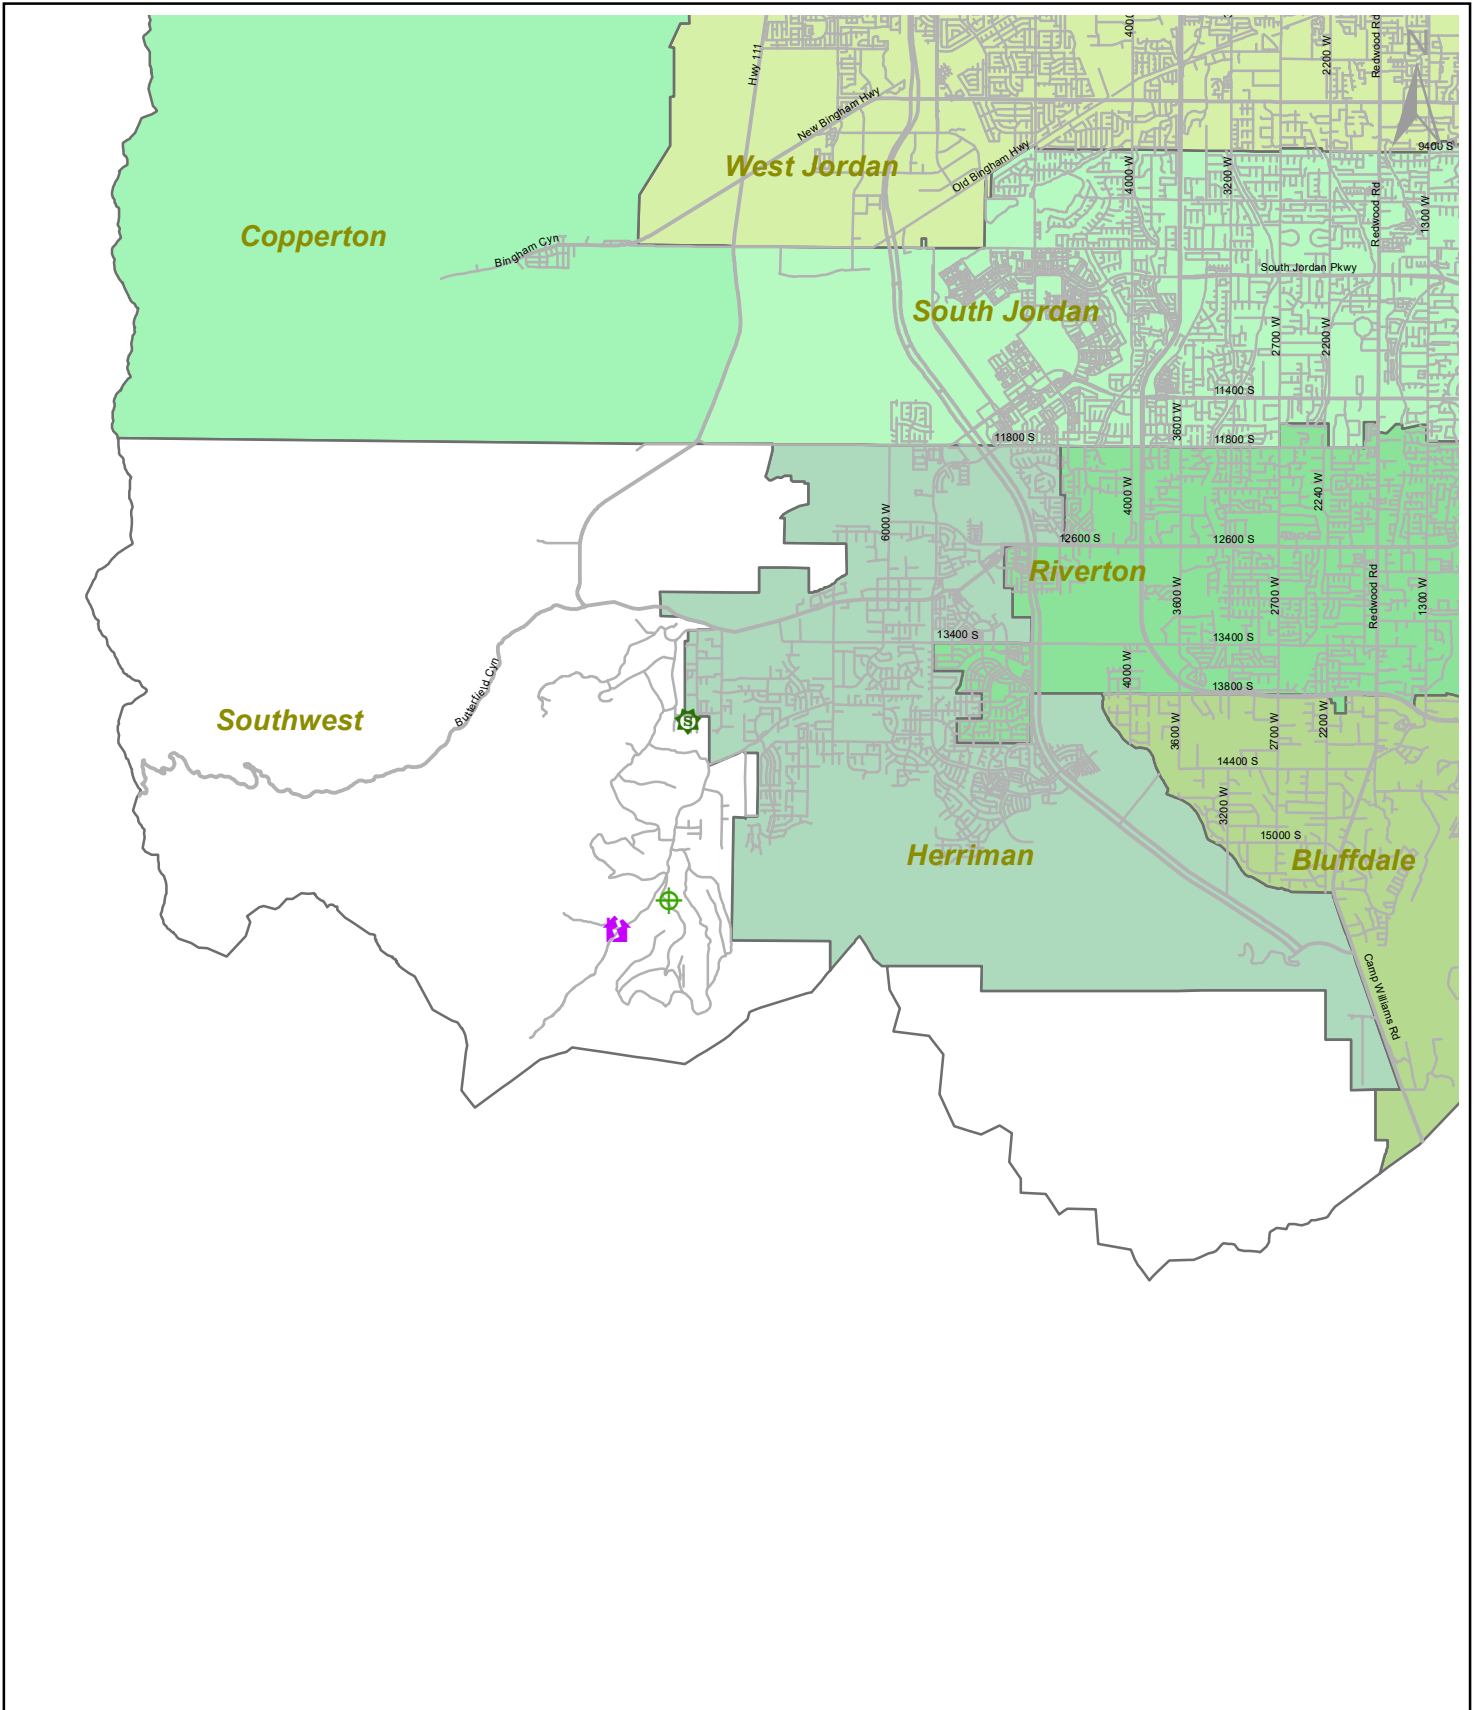 4000
2200 W
Redwood Rd
Hwy 111
N
New Bingham Hwy
Old Bingham Hwy
9400 S
West Jordan
4000 W
3200 W
Redwood Rd
1300 W
Copperton
Bingham Cyn
South Jordan Pkwy
South Jordan
2700 W
2200 W
11400 S
3600 W
11800 S
11800 S
4000 W
2240 W
6000 W
12600 S
12600 S
Riverton
3600 W
2700 W
Redwood Rd
1300 W
13400 S
13400 S
4000 W
13800 S
Butterfield Cyn
Southwest
S
3600 W
2700 W
2200 W
14400 S
3200 W
15000 S
Herriman
Bluffdale
Camp Williams Rd